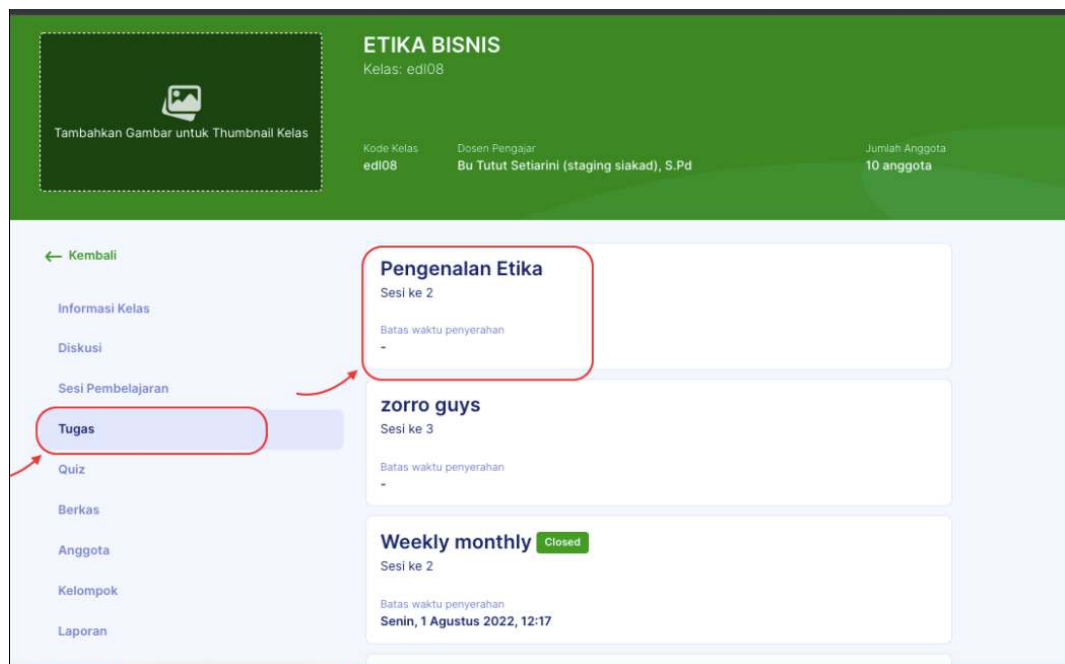 ETIKA BISNIS
Kelas: edl08
Tambahkan Gambar untuk Thumbnail Kelas
Kode Kelas
edl08
Dosen Pengajar
Bu Tutut Setiarini (staging siakad), S.Pd
Jumlah Anggota
10 anggota
← Kembali
Informasi Kelas
Diskusi
Sesi Pembelajaran
Tugas
Quiz
Berkas
Anggota
Kelompok
Laporan
Pengenalan Etika
Sesi ke 2
Batas waktu penyerahan
-
zorro guys
Sesi ke 3
Batas waktu penyerahan
-
Weekly monthly Closed
Sesi ke 2
Batas waktu penyerahan
Senin, 1 Agustus 2022, 12:17